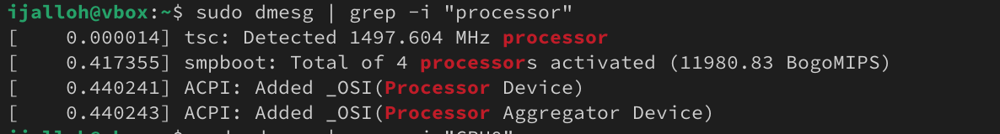 ijalloh@vbox:~$ sudo dmesg | grep -i "processor"
[    0.000014] tsc: Detected 1497.604 MHz processor
[    0.417355] smpboot: Total of 4 processors activated (11980.83 BogoMIPS)
[    0.440241] ACPI: Added _OSI(Processor Device)
[    0.440243] ACPI: Added _OSI(Processor Aggregator Device)